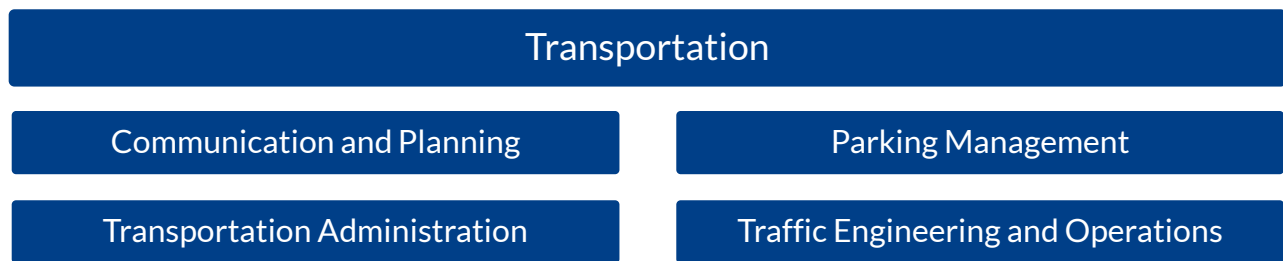 Transportation
Communication and Planning
Parking Management
Transportation Administration
Traffic Engineering and Operations